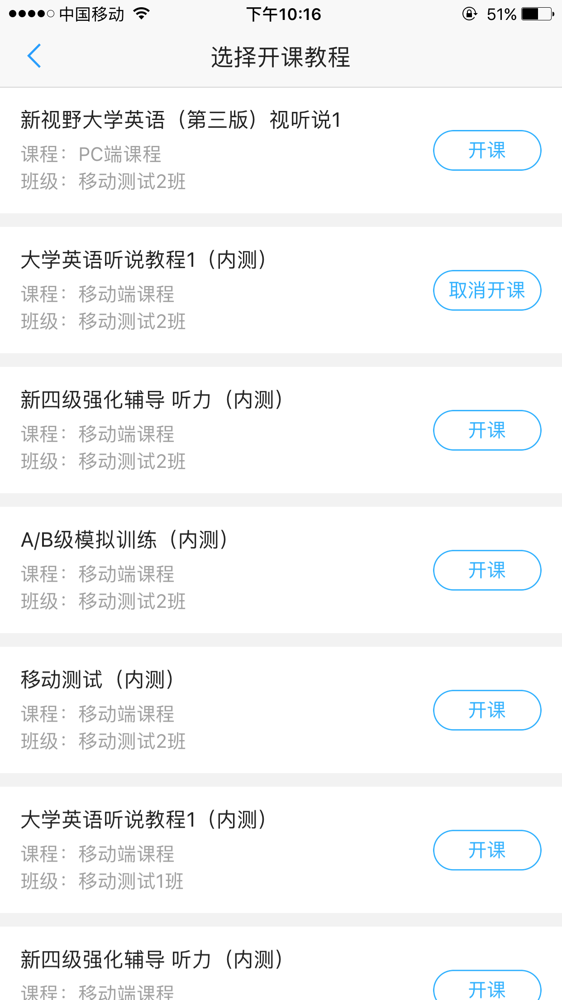 中国移动 下午10:16 51%
选择开课教程
新视野大学英语（第三版）视听说1
课程：PC端课程
班级：移动测试2班
开课
大学英语听说教程1（内测）
课程：移动端课程
班级：移动测试2班
取消开课
新四级强化辅导 听力（内测）
课程：移动端课程
班级：移动测试2班
开课
A/B级模拟训练（内测）
课程：移动端课程
班级：移动测试2班
开课
移动测试（内测）
课程：移动端课程
班级：移动测试2班
开课
大学英语听说教程1（内测）
课程：移动端课程
班级：移动测试1班
开课
新四级强化辅导 听力（内测）
课程：移动端课程
开课